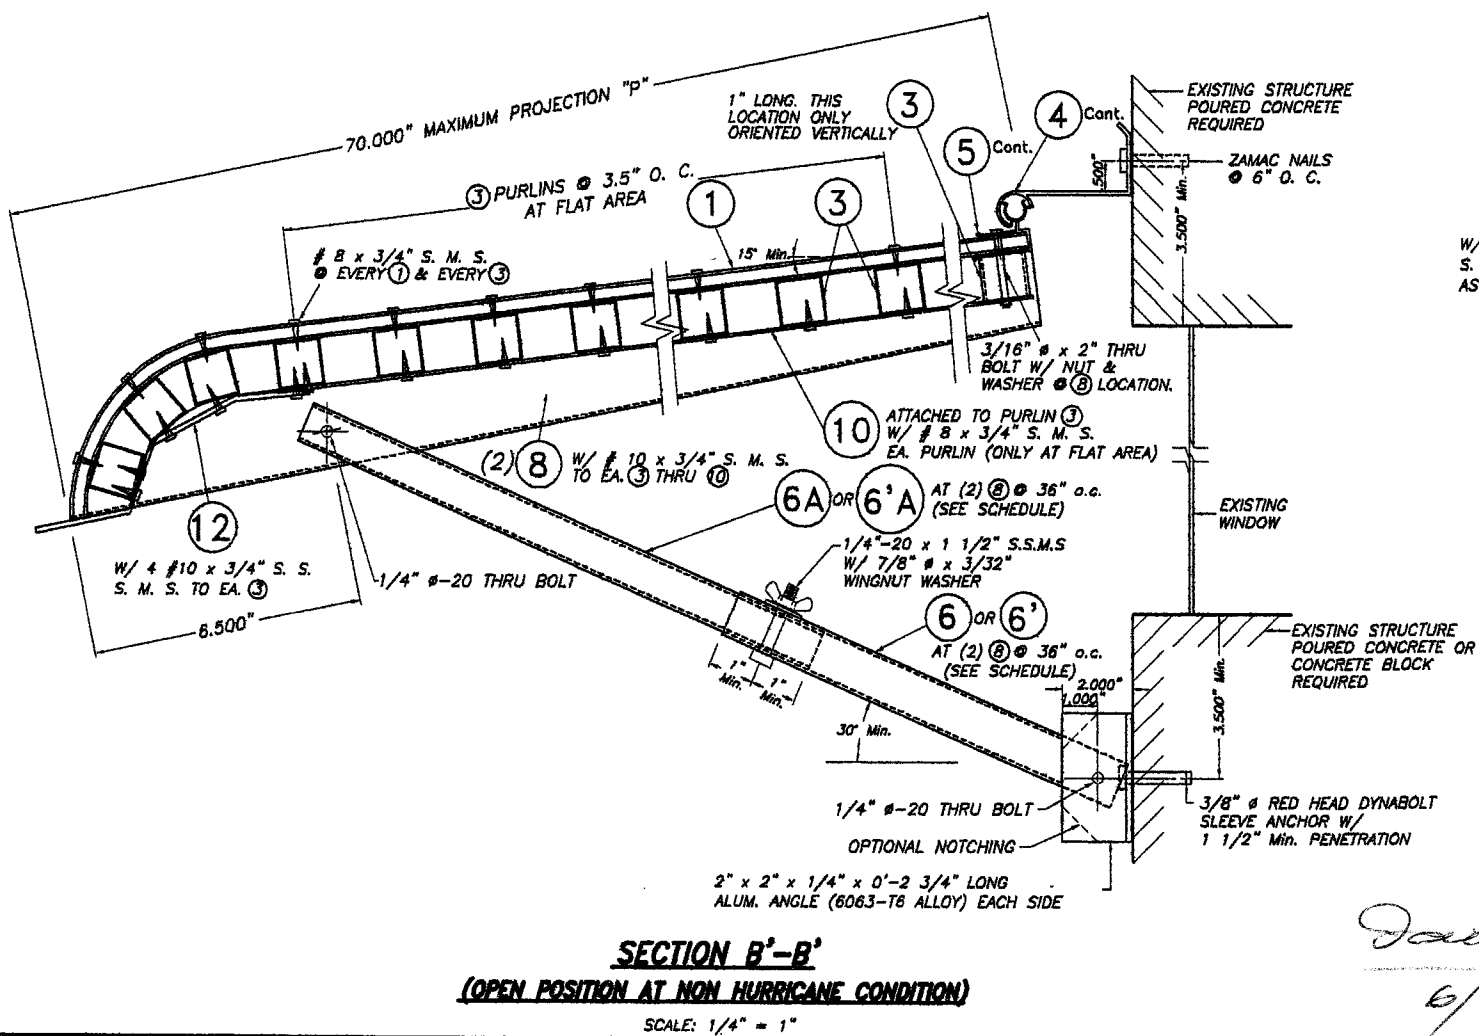 70.000" MAXIMUM PROJECTION "P"
1" LONG. THIS
LOCATION ONLY
ORIENTED VERTICALLY
3
4 Cont.
5 Cont.
EXISTING STRUCTURE
POURED CONCRETE
REQUIRED
.500"
3.500" Min.
ZAMAC NAILS
@ 6" O. C.
3 PURLINS @ 3.5" O. C.
AT FLAT AREA
1
3
# 8 x 3/4" S. M. S.
@ EVERY 1 & EVERY 3
15° Min.
W/
S.
AS
3/16" ø x 2" THRU
BOLT W/ NUT &
WASHER @ 8 LOCATION.
10 ATTACHED TO PURLIN 3
W/ # 8 x 3/4" S. M. S.
EA. PURLIN (ONLY AT FLAT AREA)
(2) 8 W/ # 10 x 3/4" S. M. S.
TO EA. 3 THRU 10
6A OR 6'A AT (2) 8 @ 36" o.c.
(SEE SCHEDULE)
EXISTING
WINDOW
12
W/ 4 #10 x 3/4" S. S.
S. M. S. TO EA. 3
1/4" ø-20 THRU BOLT
1/4"-20 x 1 1/2" S.S.M.S
W/ 7/8" ø x 3/32"
WINGNUT WASHER
6.500"
6 OR 6'
AT (2) 8 @ 36" o.c.
(SEE SCHEDULE)
EXISTING STRUCTURE
POURED CONCRETE OR
CONCRETE BLOCK
REQUIRED
1" Min.
1" Min.
2.000"
1.000"
3.500" Min.
30° Min.
1/4" ø-20 THRU BOLT
3/8" ø RED HEAD DYNABOLT
SLEEVE ANCHOR W/
1 1/2" Min. PENETRATION
OPTIONAL NOTCHING
2" x 2" x 1/4" x 0'-2 3/4" LONG
ALUM. ANGLE (6063-T6 ALLOY) EACH SIDE
SECTION B'-B'
(OPEN POSITION AT NON HURRICANE CONDITION)
SCALE: 1/4" = 1"
6/